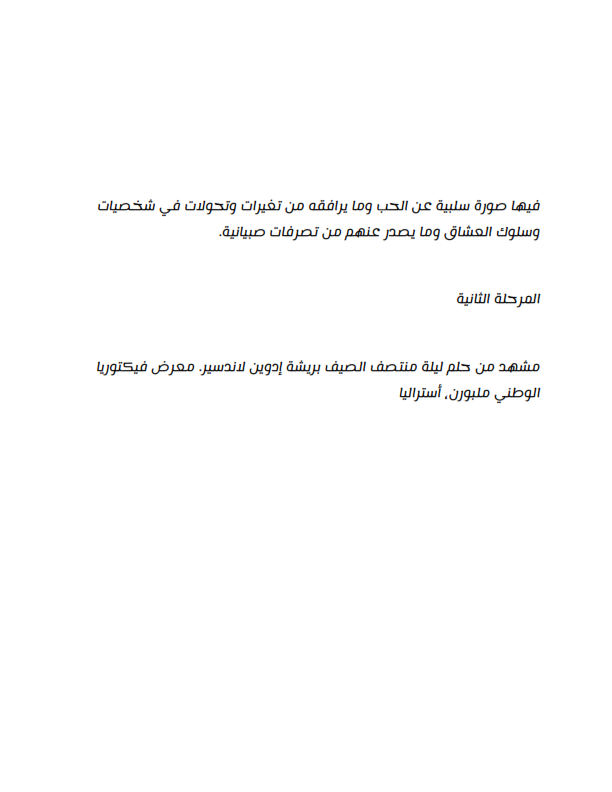 فيها صورة سلبية عن الحب وما يرافقه من تغيرات وتحولات في شخصيات
وسلوك العشاق وما يصدر عنهم من تصرفات صبيانية.
المرحلة الثانية
مشهد من حلم ليلة منتصف الصيف بريشة إدوين لاندسير. معرض فيكتوريا
الوطني ملبورن، أستراليا